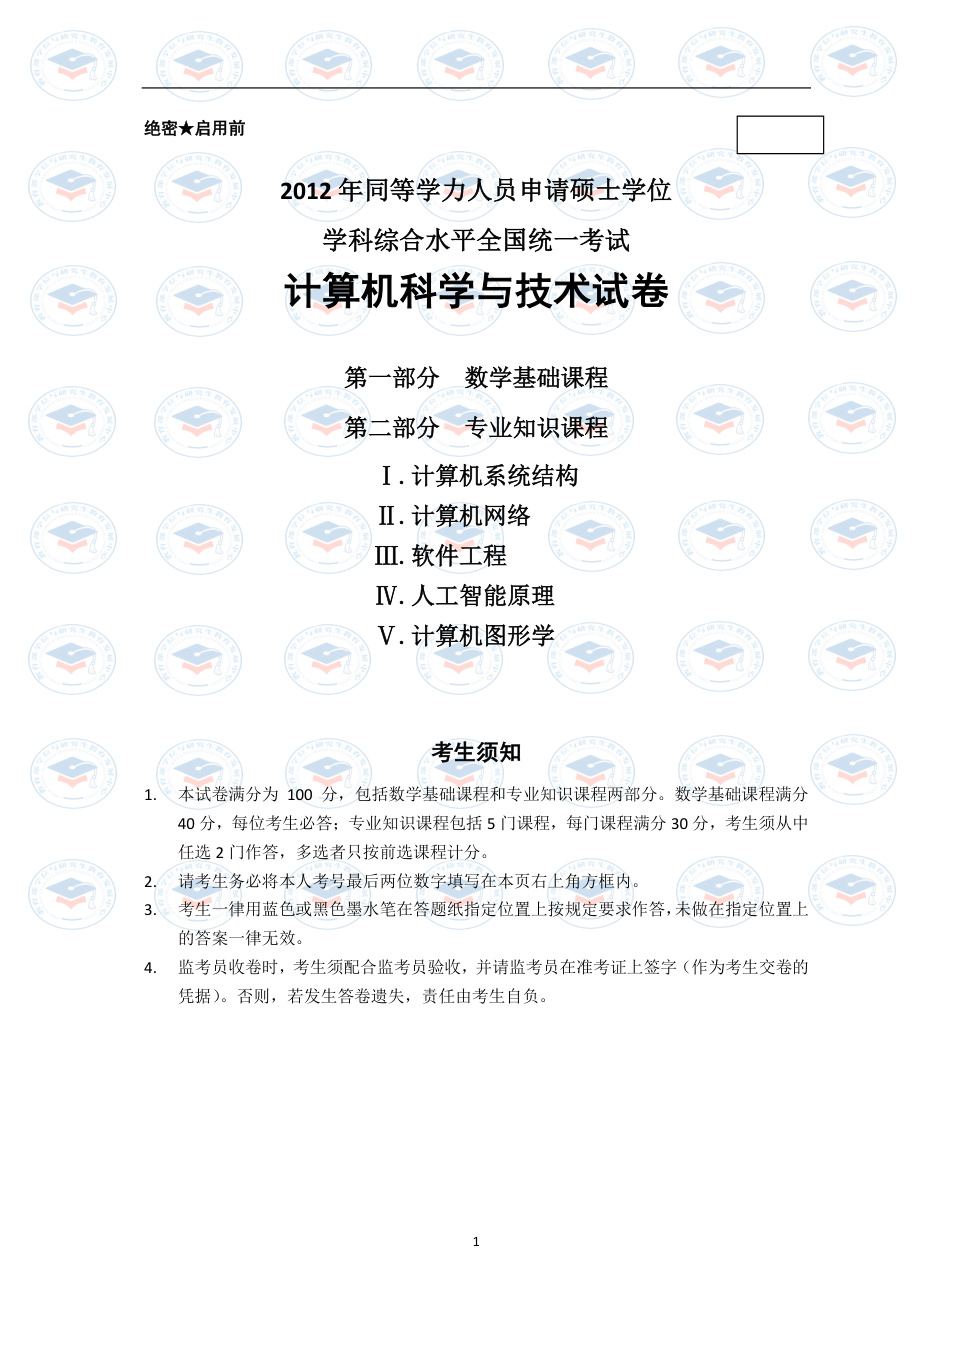 绝密★启用前
2012 年同等学力人员申请硕士学位
学科综合水平全国统一考试
计算机科学与技术试卷
第一部分 数学基础课程
第二部分 专业知识课程
Ⅰ. 计算机系统结构
Ⅱ. 计算机网络
Ⅲ. 软件工程
Ⅳ. 人工智能原理
Ⅴ. 计算机图形学
考生须知
1. 本试卷满分为 100 分，包括数学基础课程和专业知识课程两部分。数学基础课程满分
40 分，每位考生必答；专业知识课程包括 5 门课程，每门课程满分 30 分，考生须从中
任选 2 门作答，多选者只按前选课程计分。
2. 请考生务必将本人考号最后两位数字填写在本页右上角方框内。
3. 考生一律用蓝色或黑色墨水笔在答题纸指定位置上按规定要求作答，未做在指定位置上
的答案一律无效。
4. 监考员收卷时，考生须配合监考员验收，并请监考员在准考证上签字（作为考生交卷的
凭据）。否则，若发生答卷遗失，责任由考生自负。
1